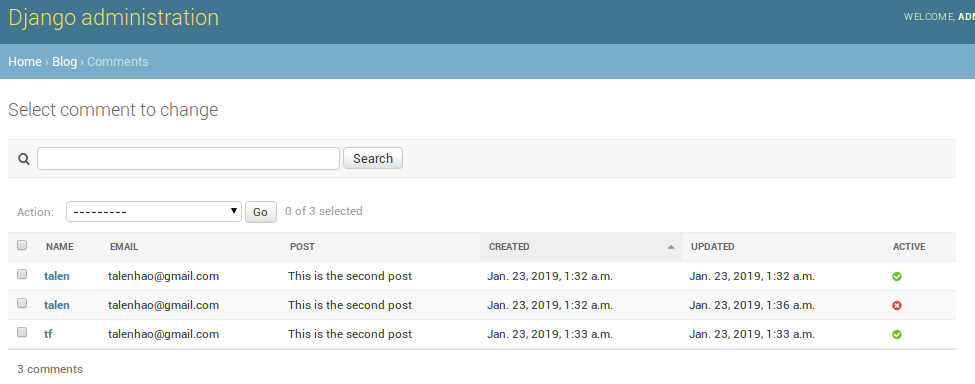 Django administration
WELCOME, ADM
Home › Blog › Comments
Select comment to change
Search
Action: --------- Go 0 of 3 selected
NAME EMAIL POST CREATED UPDATED ACTIVE
talen talenhao@gmail.com This is the second post Jan. 23, 2019, 1:32 a.m. Jan. 23, 2019, 1:32 a.m.
talen talenhao@gmail.com This is the second post Jan. 23, 2019, 1:32 a.m. Jan. 23, 2019, 1:36 a.m.
tf talenhao@gmail.com This is the second post Jan. 23, 2019, 1:33 a.m. Jan. 23, 2019, 1:33 a.m.
3 comments